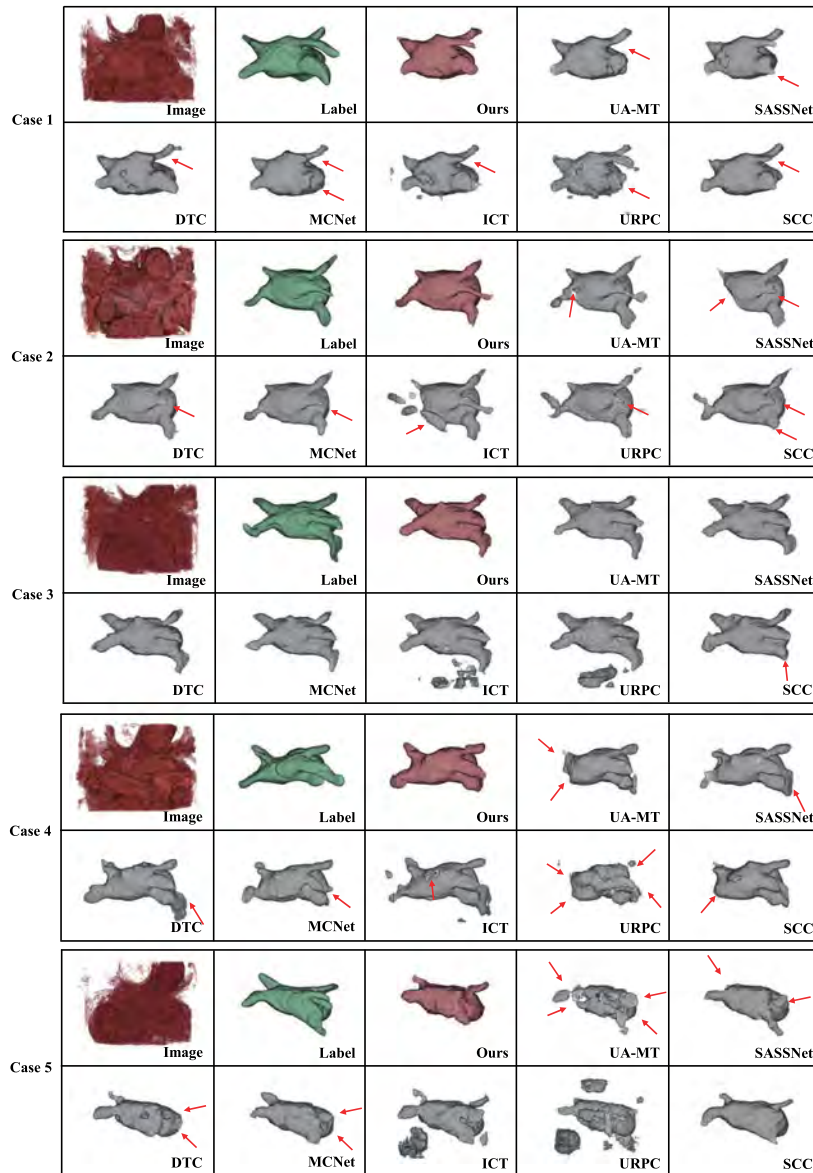 Image Label Ours UA-MT SASSNet
Case 1
DTC MCNet ICT URPC SCC
Image Label Ours UA-MT SASSNet
Case 2
DTC MCNet ICT URPC SCC
Image Label Ours UA-MT SASSNet
Case 3
DTC MCNet ICT URPC SCC
Image Label Ours UA-MT SASSNet
Case 4
DTC MCNet ICT URPC SCC
Image Label Ours UA-MT SASSNet
Case 5
DTC MCNet ICT URPC SCC